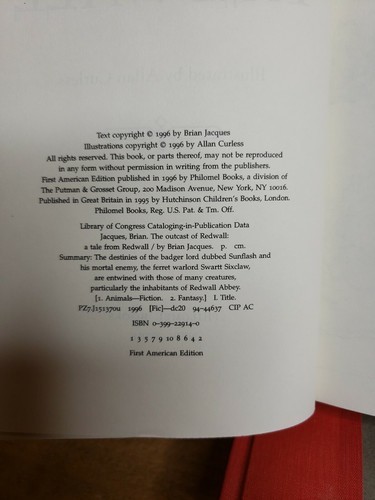 Text copyright © 1996 by Brian Jacques
Illustrations copyright © 1996 by Allan Curless
All rights reserved. This book, or parts thereof, may not be reproduced
in any form without permission in writing from the publishers.
First American Edition published in 1996 by Philomel Books, a division of
The Putnam & Grosset Group, 200 Madison Avenue, New York, NY 10016.
Published in Great Britain in 1995 by Hutchinson Children's Books, London.
Philomel Books, Reg. U.S. Pat. & Tm. Off.
Library of Congress Cataloging-in-Publication Data
Jacques, Brian. The outcast of Redwall:
a tale from Redwall / by Brian Jacques. p. cm.
Summary: The destinies of the badger lord dubbed Sunflash and
his mortal enemy, the ferret warlord Swartt Sixclaw,
are entwined with those of many creatures,
particularly the inhabitants of Redwall Abbey.
[1. Animals—Fiction. 2. Fantasy.] I. Title.
PZ7.J15137Ou 1996 [Fic]—dc20 94-44637 CIP AC
ISBN 0-399-22914-0
1 3 5 7 9 10 8 6 4 2
First American Edition